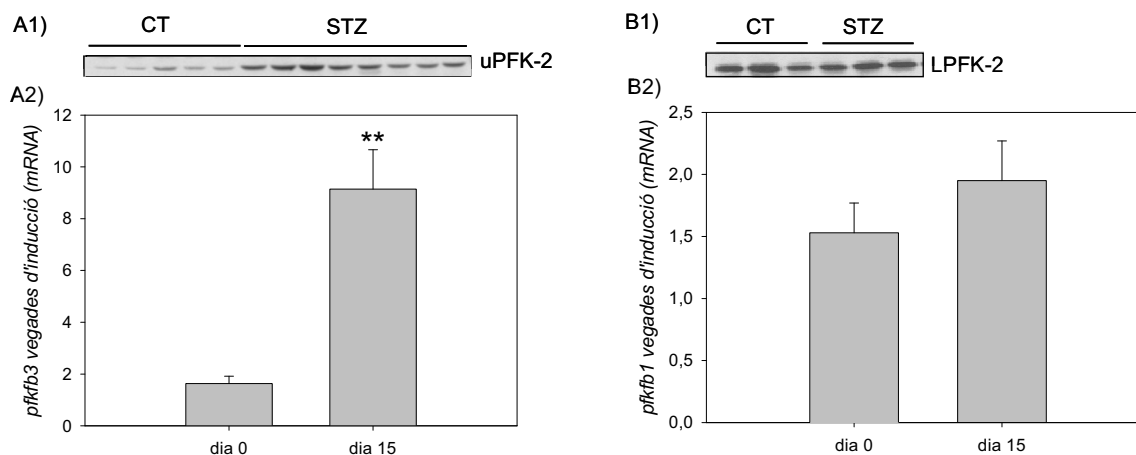 A1)
CT
STZ
uPFK-2
A2)
pfkfb3 vegades d'inducció (mRNA)
12
10
8
6
4
2
0
**
dia 0
dia 15
B1)
CT
STZ
LPFK-2
B2)
pfkfb1 vegades d'inducció (mRNA)
2,5
2,0
1,5
1,0
0,5
0,0
dia 0
dia 15